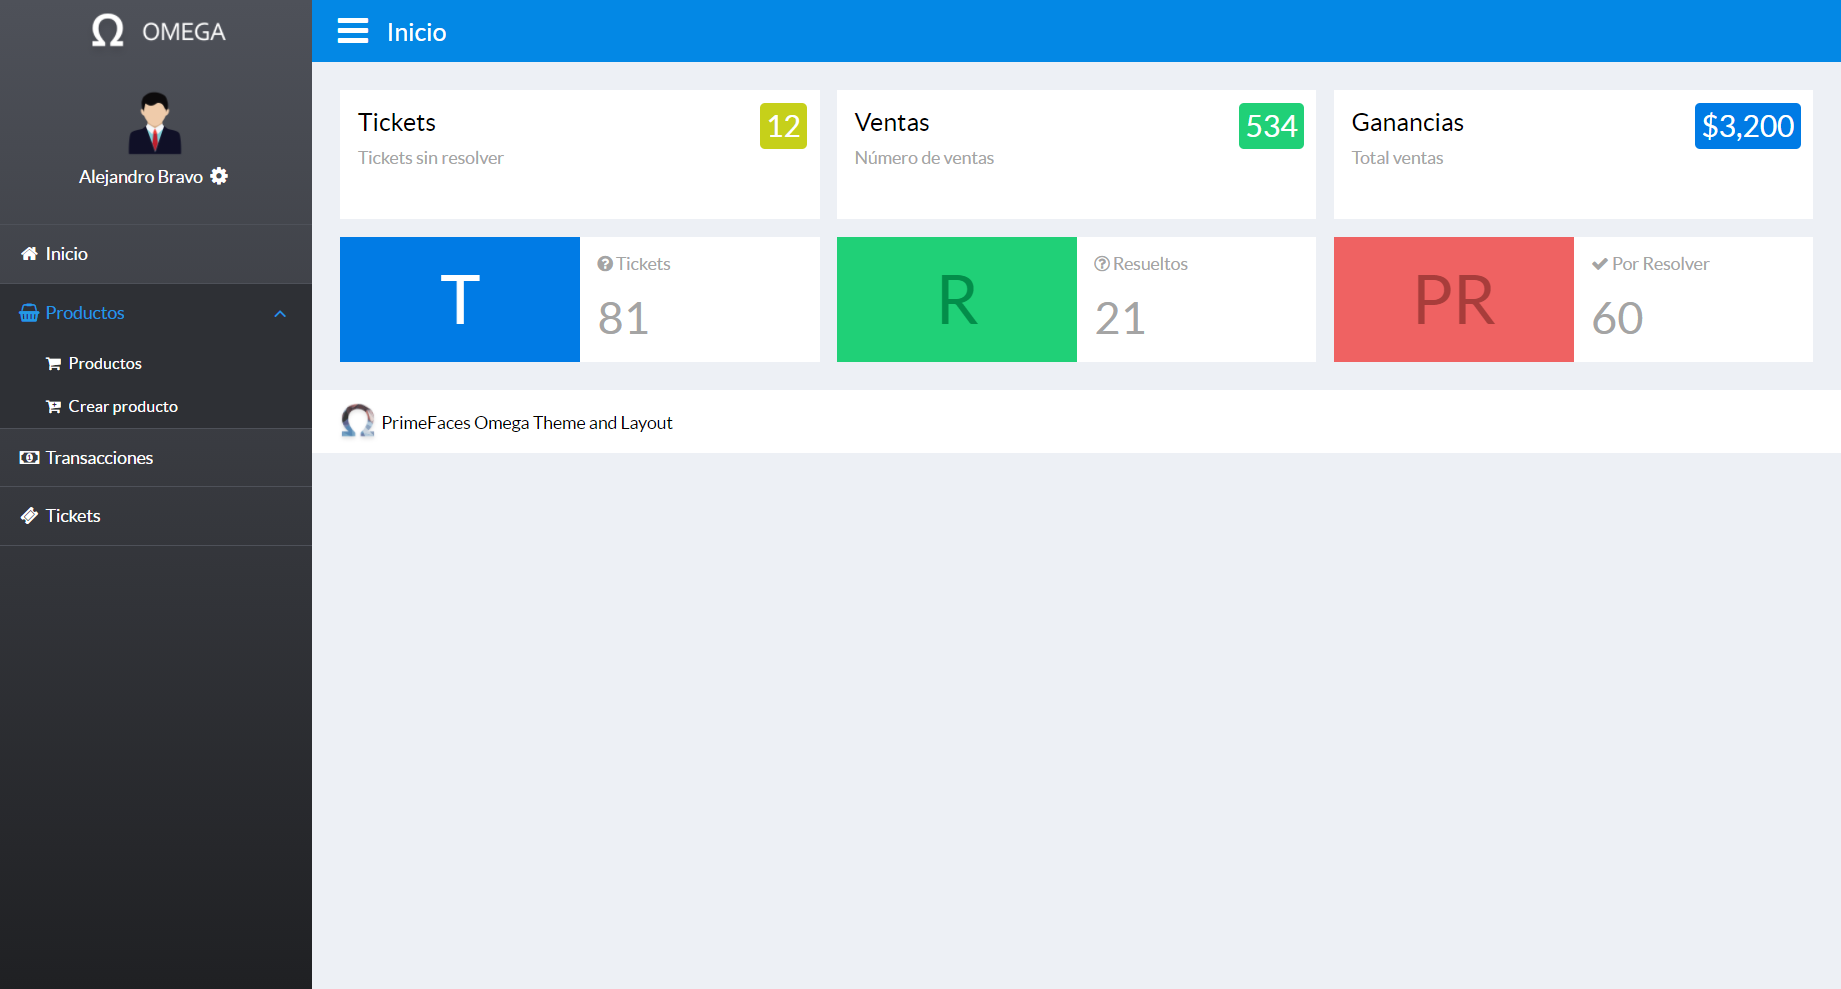 Ω OMEGA
Alejandro Bravo
Inicio
Productos
Productos
Crear producto
Transacciones
Tickets
Inicio
Tickets
12
Tickets sin resolver
Ventas
534
Número de ventas
Ganancias
$3,200
Total ventas
T
Tickets
81
R
Resueltos
21
PR
Por Resolver
60
Ω PrimeFaces Omega Theme and Layout